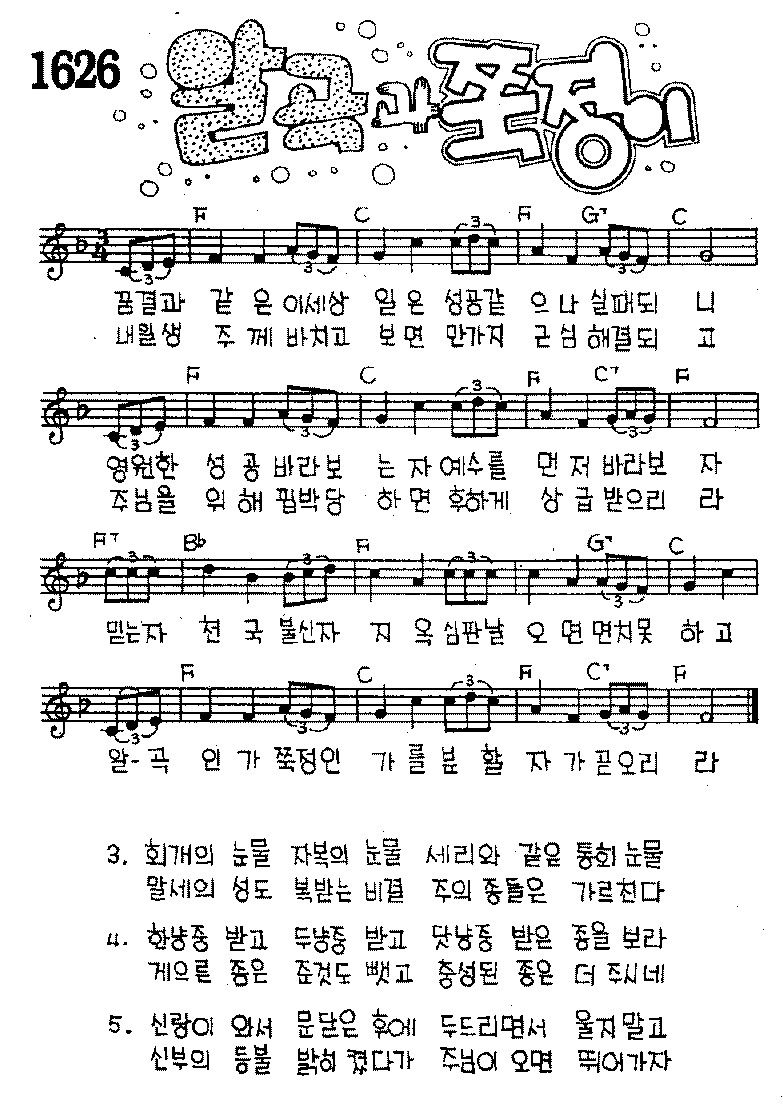 1626
알곡과 쭉정이
F C F G7 C
꿈결과 같 은 이세상 일 은 성공같 으 나 실패되 니
내일생 주 께 바치고 보 면 만가지 근 심 해결되 고
F C F C7 F
영원한 성 공 바라보 는 자 예수를 먼 저 바라보 자
주님을 위 해 핍박당 하 면 후하게 상 급 받으리 라
F7 Bb F G7 C
믿는자 천 국 불신자 지 옥 심판날 오 면 면치못 하 고
F C F C7 F
알-곡 인 가 쭉정인 가 를 분 할 자 가 곧오리 라
3. 회개의 눈물 자복의 눈물 세리와 같은 통회 눈물
말세의 성도 복받는 비결 주의 종들은 가르친다
4. 한냥중 받고 두냥중 받고 닷냥중 받은 종을 보라
게으른 종은 준것도 뺏고 충성된 종은 더 주시네
5. 신랑이 와서 문닫은 후에 두드리면서 울지말고
신부의 등불 밝히 켰다가 주님이 오면 뛰어가자